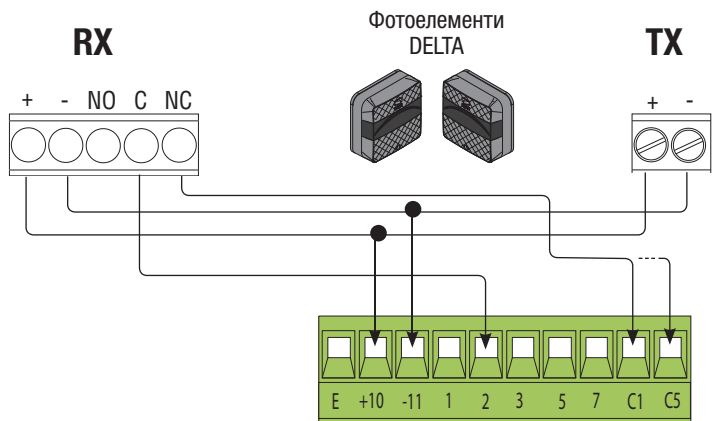 Фотоелементи
DELTA
RX
TX
+ - NO C NC
+ -
E +10 -11 1 2 3 5 7 C1 C5